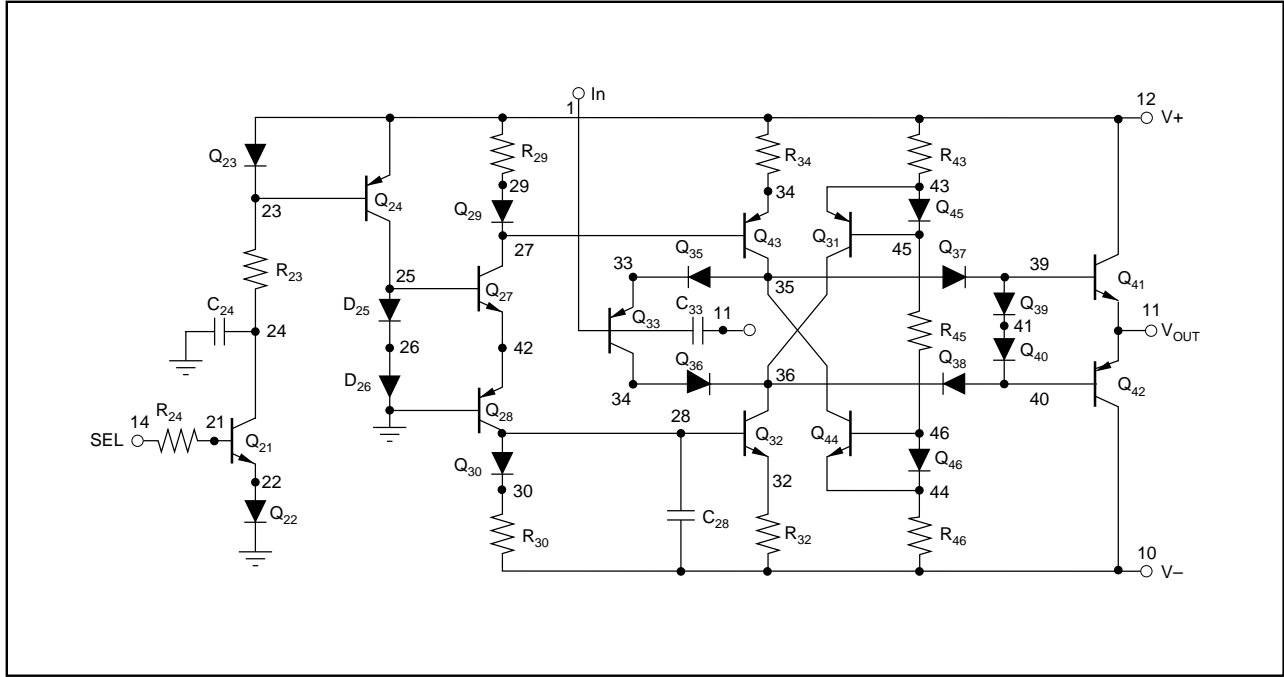 In
1
12
V+
Q23
R29
R34
R43
29
34
43
Q24
Q29
Q45
23
Q43
Q31
27
45
Q35
Q37
R23
33
39
25
35
Q41
C24
Q27
C33
11
Q39
D25
Q33
41
11
24
R45
VOUT
26
42
Q36
Q38
Q40
D26
36
Q42
34
40
R24
Q28
28
14
21
SEL
Q21
Q32
Q44
46
Q30
Q46
22
30
32
44
Q22
C28
R30
R32
R46
10
V–